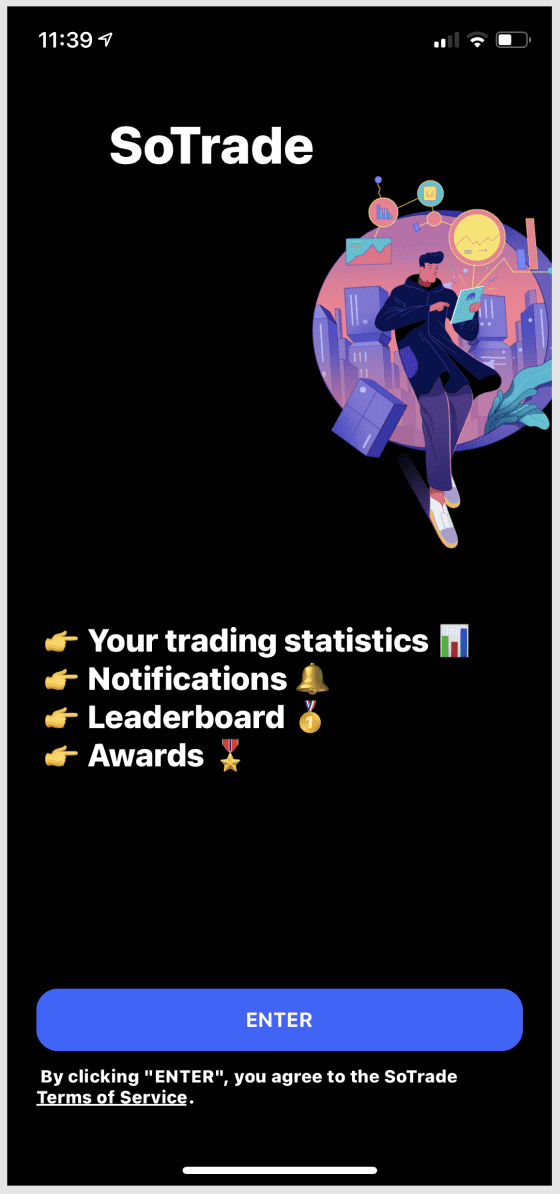 11:39
SoTrade
👉 Your trading statistics 📊
👉 Notifications 🔔
👉 Leaderboard 🏅
👉 Awards 🎖️
ENTER
By clicking "ENTER", you agree to the SoTrade
Terms of Service.